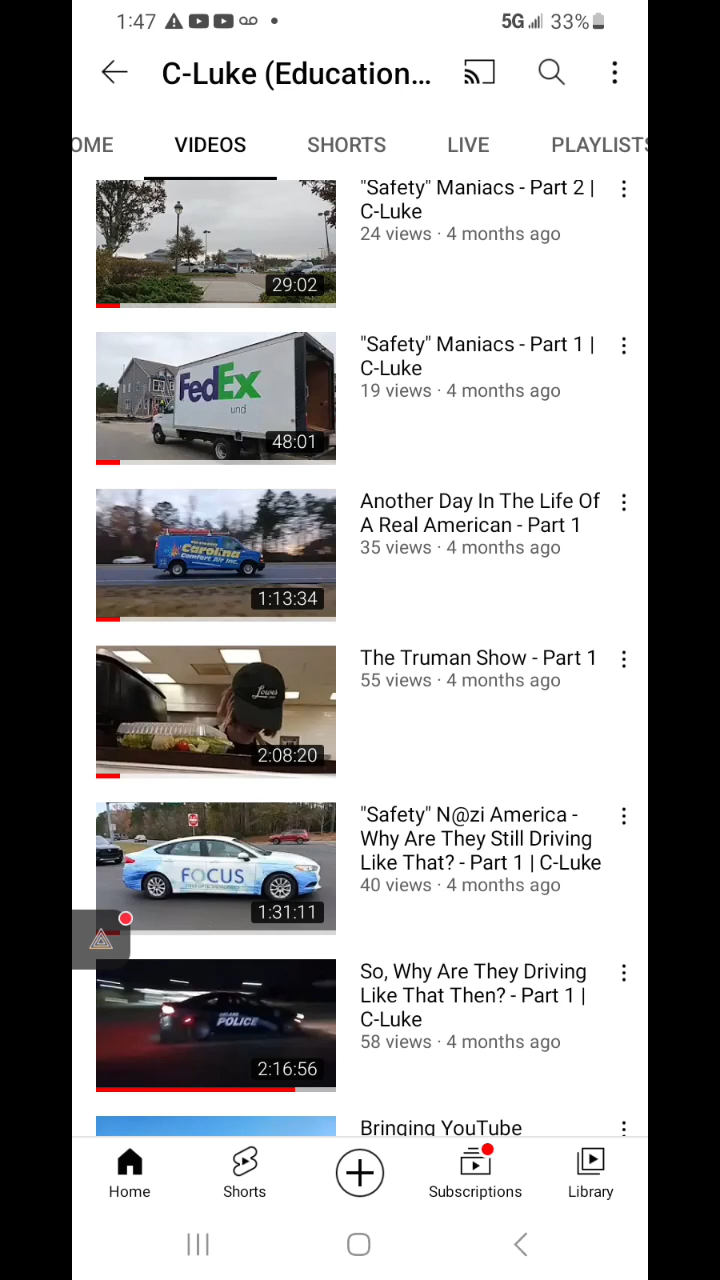 1:47
5G 33%
C-Luke (Education...
OME VIDEOS SHORTS LIVE PLAYLISTS
"Safety" Maniacs - Part 2 |
C-Luke
24 views · 4 months ago
29:02
"Safety" Maniacs - Part 1 |
C-Luke
19 views · 4 months ago
FedEx
und
48:01
Another Day In The Life Of
A Real American - Part 1
35 views · 4 months ago
Carolina
Comfort Air Inc.
1:13:34
The Truman Show - Part 1
55 views · 4 months ago
Lowes
2:08:20
"Safety" N@zi America -
Why Are They Still Driving
Like That? - Part 1 | C-Luke
40 views · 4 months ago
FOCUS
1:31:11
So, Why Are They Driving
Like That Then? - Part 1 |
C-Luke
58 views · 4 months ago
POLICE
2:16:56
Bringing YouTube
Home Shorts Subscriptions Library